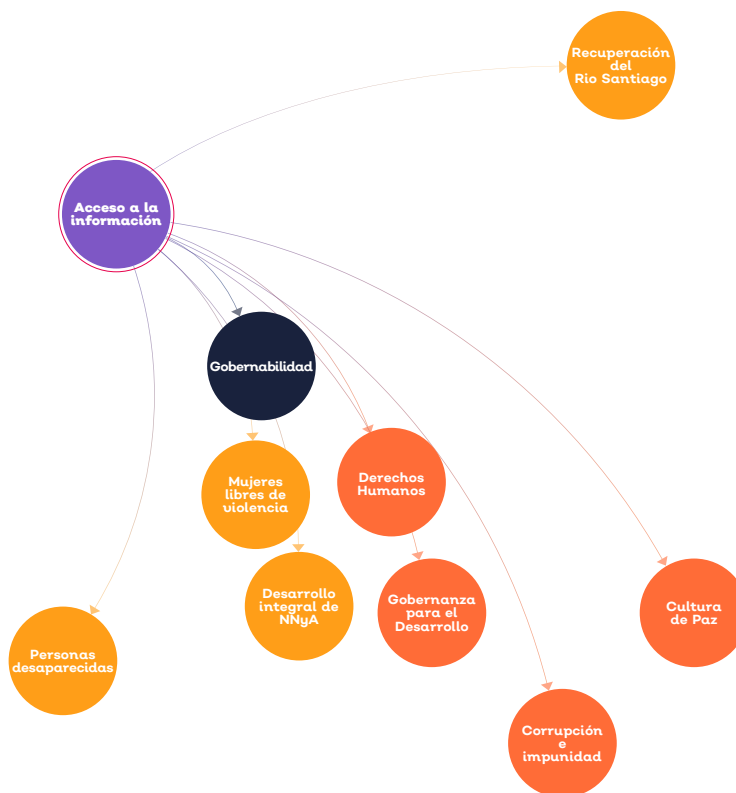 Recuperación
del
Rio Santiago
Acceso a la
información
Gobernabilidad
Mujeres
libres de
violencia
Derechos
Humanos
Desarrollo
integral de
NNyA
Gobernanza
para el
Desarrollo
Cultura
de Paz
Personas
desaparecidas
Corrupción
e
impunidad